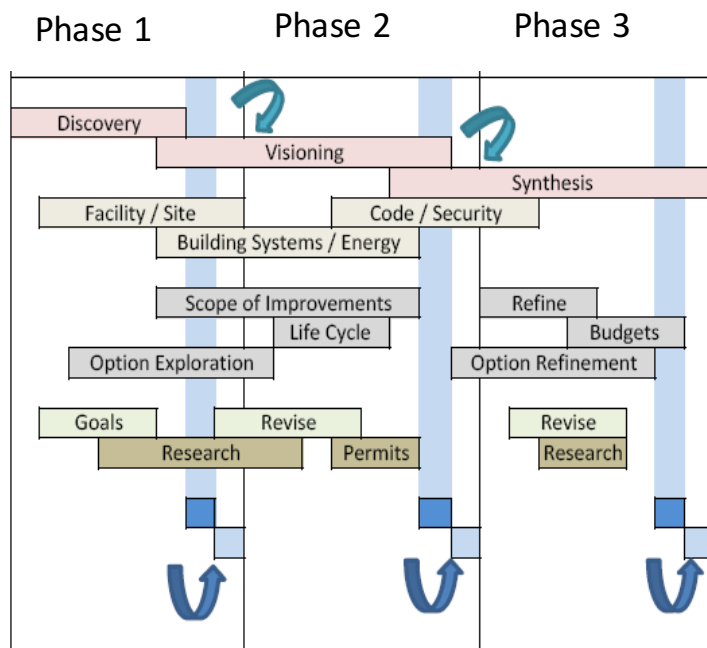 Phase 1 Phase 2 Phase 3
Discovery
Visioning
Synthesis
Facility / Site Code / Security
Building Systems / Energy
Scope of Improvements Refine
Life Cycle Budgets
Option Exploration Option Refinement
Goals Revise Revise
Research Permits Research